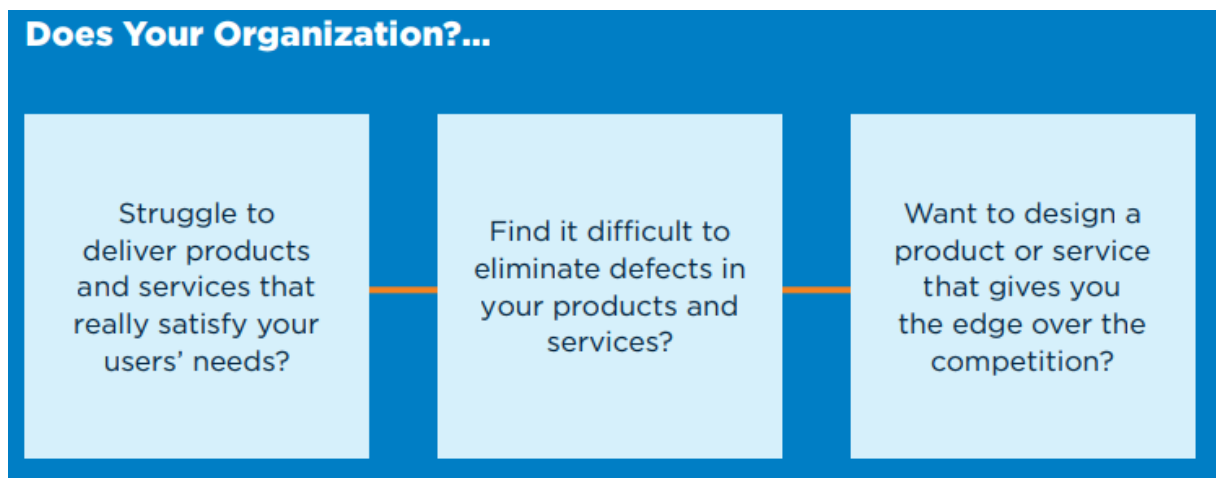 Does Your Organization?...
Struggle to
deliver products
and services that
really satisfy your
users’ needs?
Find it difficult to
eliminate defects in
your products and
services?
Want to design a
product or service
that gives you
the edge over the
competition?